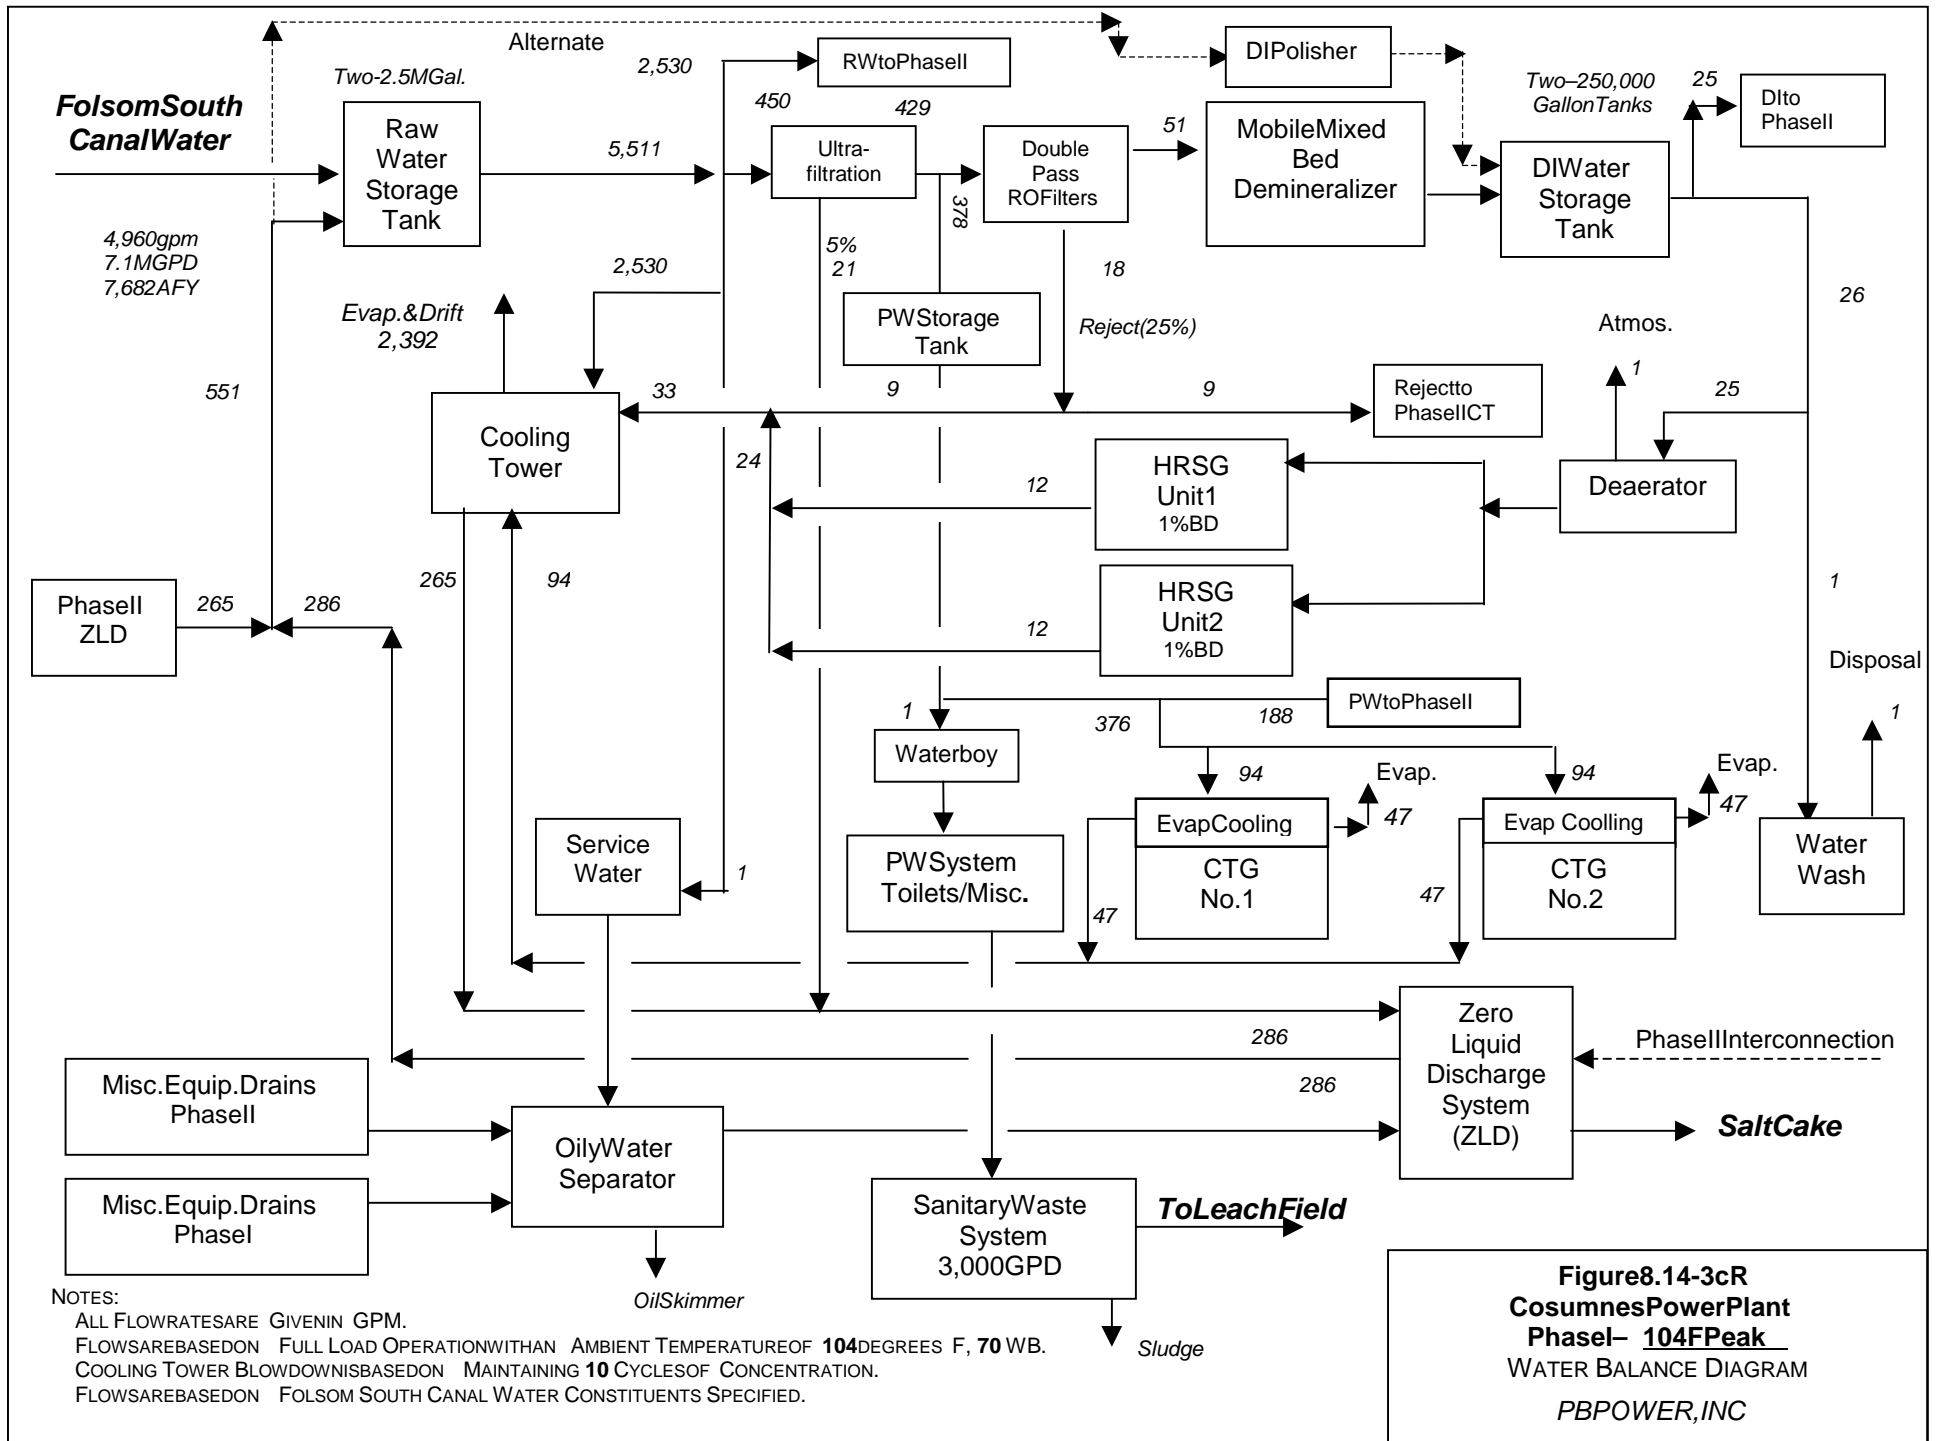 Alternate
2,530
RWtoPhaseII
DIPolisher
Two-2.5MGal.
FolsomSouth
CanalWater
Raw
Water
Storage
Tank
5,511
450
429
Ultra-
filtration
Double
Pass
ROFilters
51
MobileMixed
Bed
Demineralizer
Two–250,000
GallonTanks
DIWater
Storage
Tank
25
DIto
PhaseII
378
4,960gpm
7.1MGPD
7,682AFY
2,530
5%
21
18
26
Evap.&Drift
2,392
PWStorage
Tank
Reject(25%)
Atmos.
1
551
33
9
9
Rejectto
PhaseIICT
25
Cooling
Tower
24
12
HRSG
Unit1
1%BD
Deaerator
265
94
PhaseII
ZLD
265
286
12
HRSG
Unit2
1%BD
1
Disposal
1
1
376
188
PWtoPhaseII
Waterboy
94
Evap.
47
94
Evap.
47
EvapCooling
CTG
No.1
Evap Coolling
CTG
No.2
Water
Wash
Service
Water
1
PWSystem
Toilets/Misc.
47
47
Zero
Liquid
Discharge
System
(ZLD)
286
PhaseIIInterconnection
286
SaltCake
Misc.Equip.Drains
PhaseII
OilyWater
Separator
Misc.Equip.Drains
PhaseI
SanitaryWaste
System
3,000GPD
ToLeachField
OilSkimmer
Sludge
NOTES:
ALL FLOWRATESARE GIVENIN GPM.
FLOWSAREBASEDON FULL LOAD OPERATIONWITHAN AMBIENT TEMPERATUREOF 104DEGREES F, 70 WB.
COOLING TOWER BLOWDOWNISBASEDON MAINTAINING 10 CYCLESOF CONCENTRATION.
FLOWSAREBASEDON FOLSOM SOUTH CANAL WATER CONSTITUENTS SPECIFIED.
Figure8.14-3cR
CosumnesPowerPlant
PhaseI– 104FPeak
WATER BALANCE DIAGRAM
PBPOWER,INC